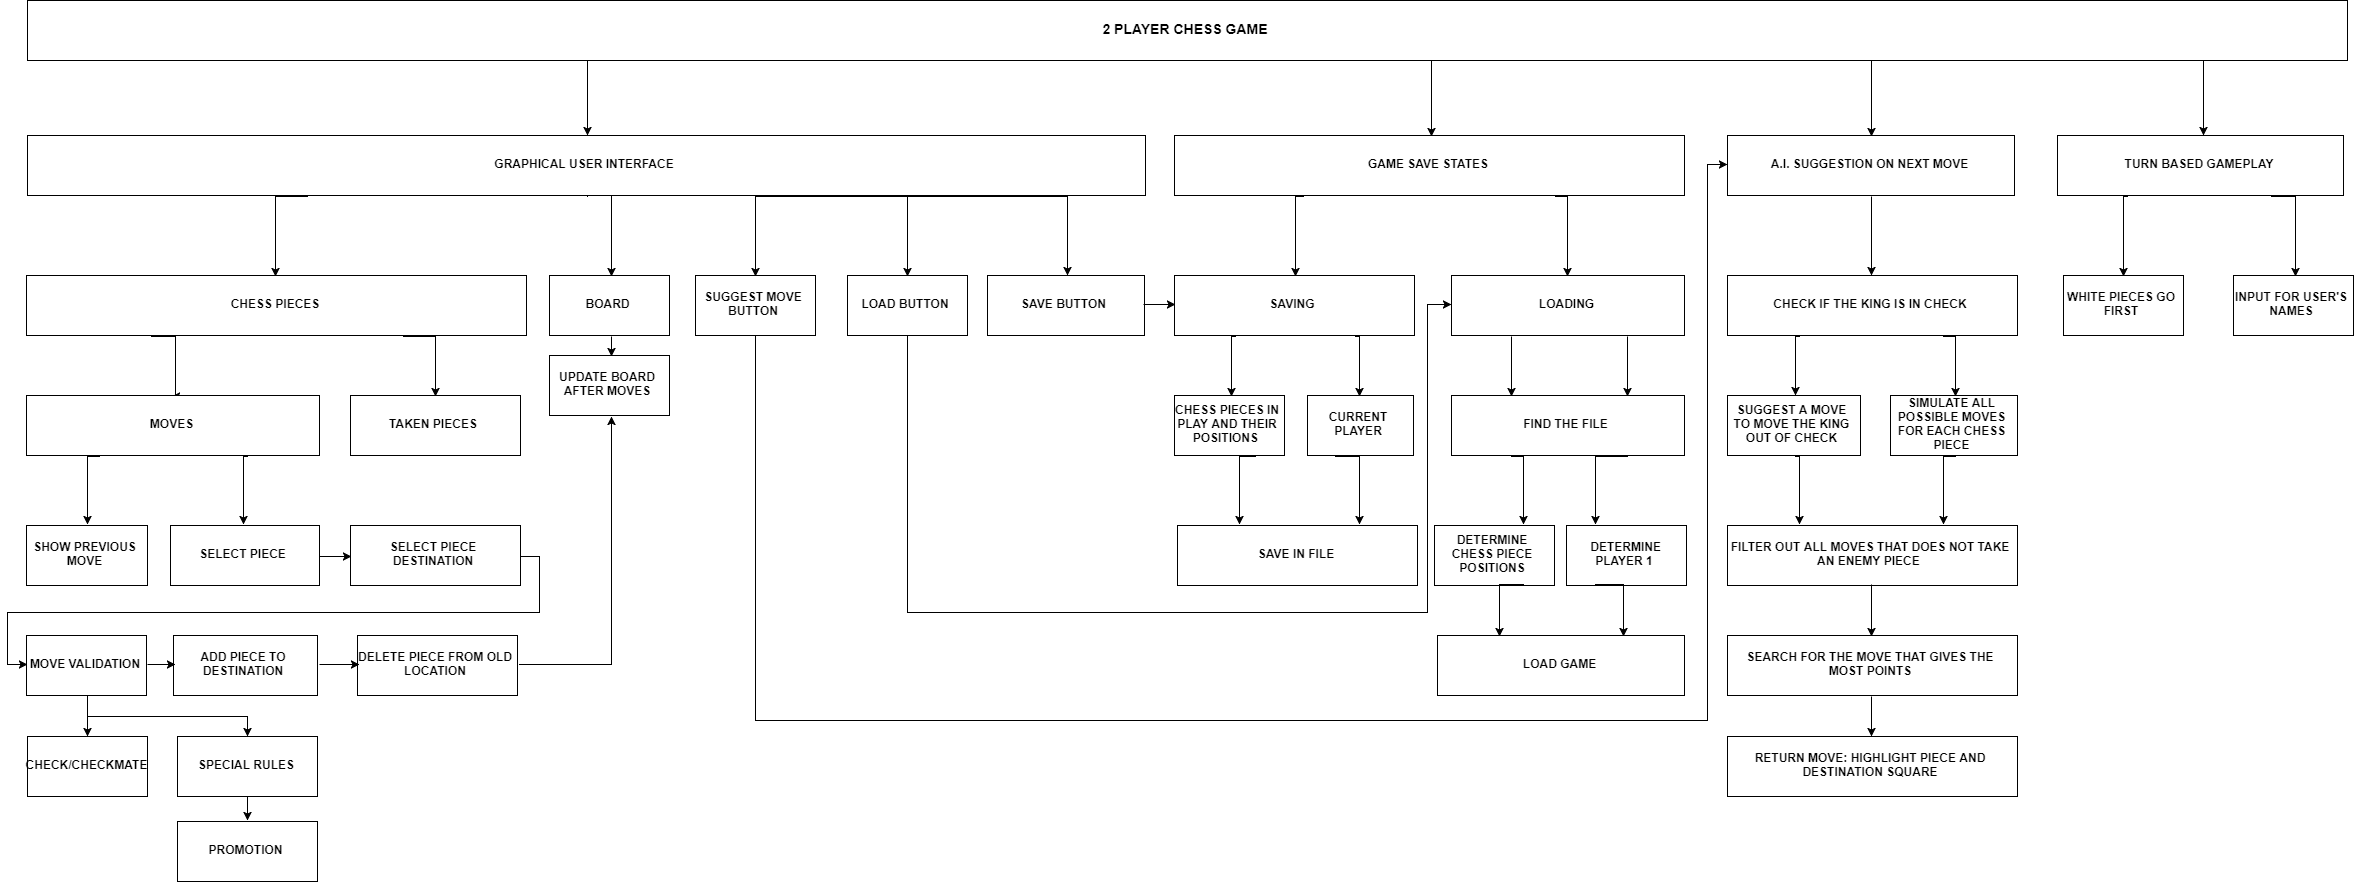 2 PLAYER CHESS GAME
GRAPHICAL USER INTERFACE
GAME SAVE STATES
A.I. SUGGESTION ON NEXT MOVE
TURN BASED GAMEPLAY
CHESS PIECES
BOARD
SUGGEST MOVE
BUTTON
LOAD BUTTON
SAVE BUTTON
SAVING
LOADING
CHECK IF THE KING IS IN CHECK
WHITE PIECES GO
FIRST
INPUT FOR USER'S
NAMES
UPDATE BOARD
AFTER MOVES
MOVES
TAKEN PIECES
CHESS PIECES IN
PLAY AND THEIR
POSITIONS
CURRENT
PLAYER
FIND THE FILE
SUGGEST A MOVE
TO MOVE THE KING
OUT OF CHECK
SIMULATE ALL
POSSIBLE MOVES
FOR EACH CHESS
PIECE
SHOW PREVIOUS
MOVE
SELECT PIECE
SELECT PIECE
DESTINATION
SAVE IN FILE
DETERMINE
CHESS PIECE
POSITIONS
DETERMINE
PLAYER 1
FILTER OUT ALL MOVES THAT DOES NOT TAKE
AN ENEMY PIECE
MOVE VALIDATION
ADD PIECE TO
DESTINATION
DELETE PIECE FROM OLD
LOCATION
LOAD GAME
SEARCH FOR THE MOVE THAT GIVES THE
MOST POINTS
CHECK/CHECKMATE
SPECIAL RULES
RETURN MOVE: HIGHLIGHT PIECE AND
DESTINATION SQUARE
PROMOTION